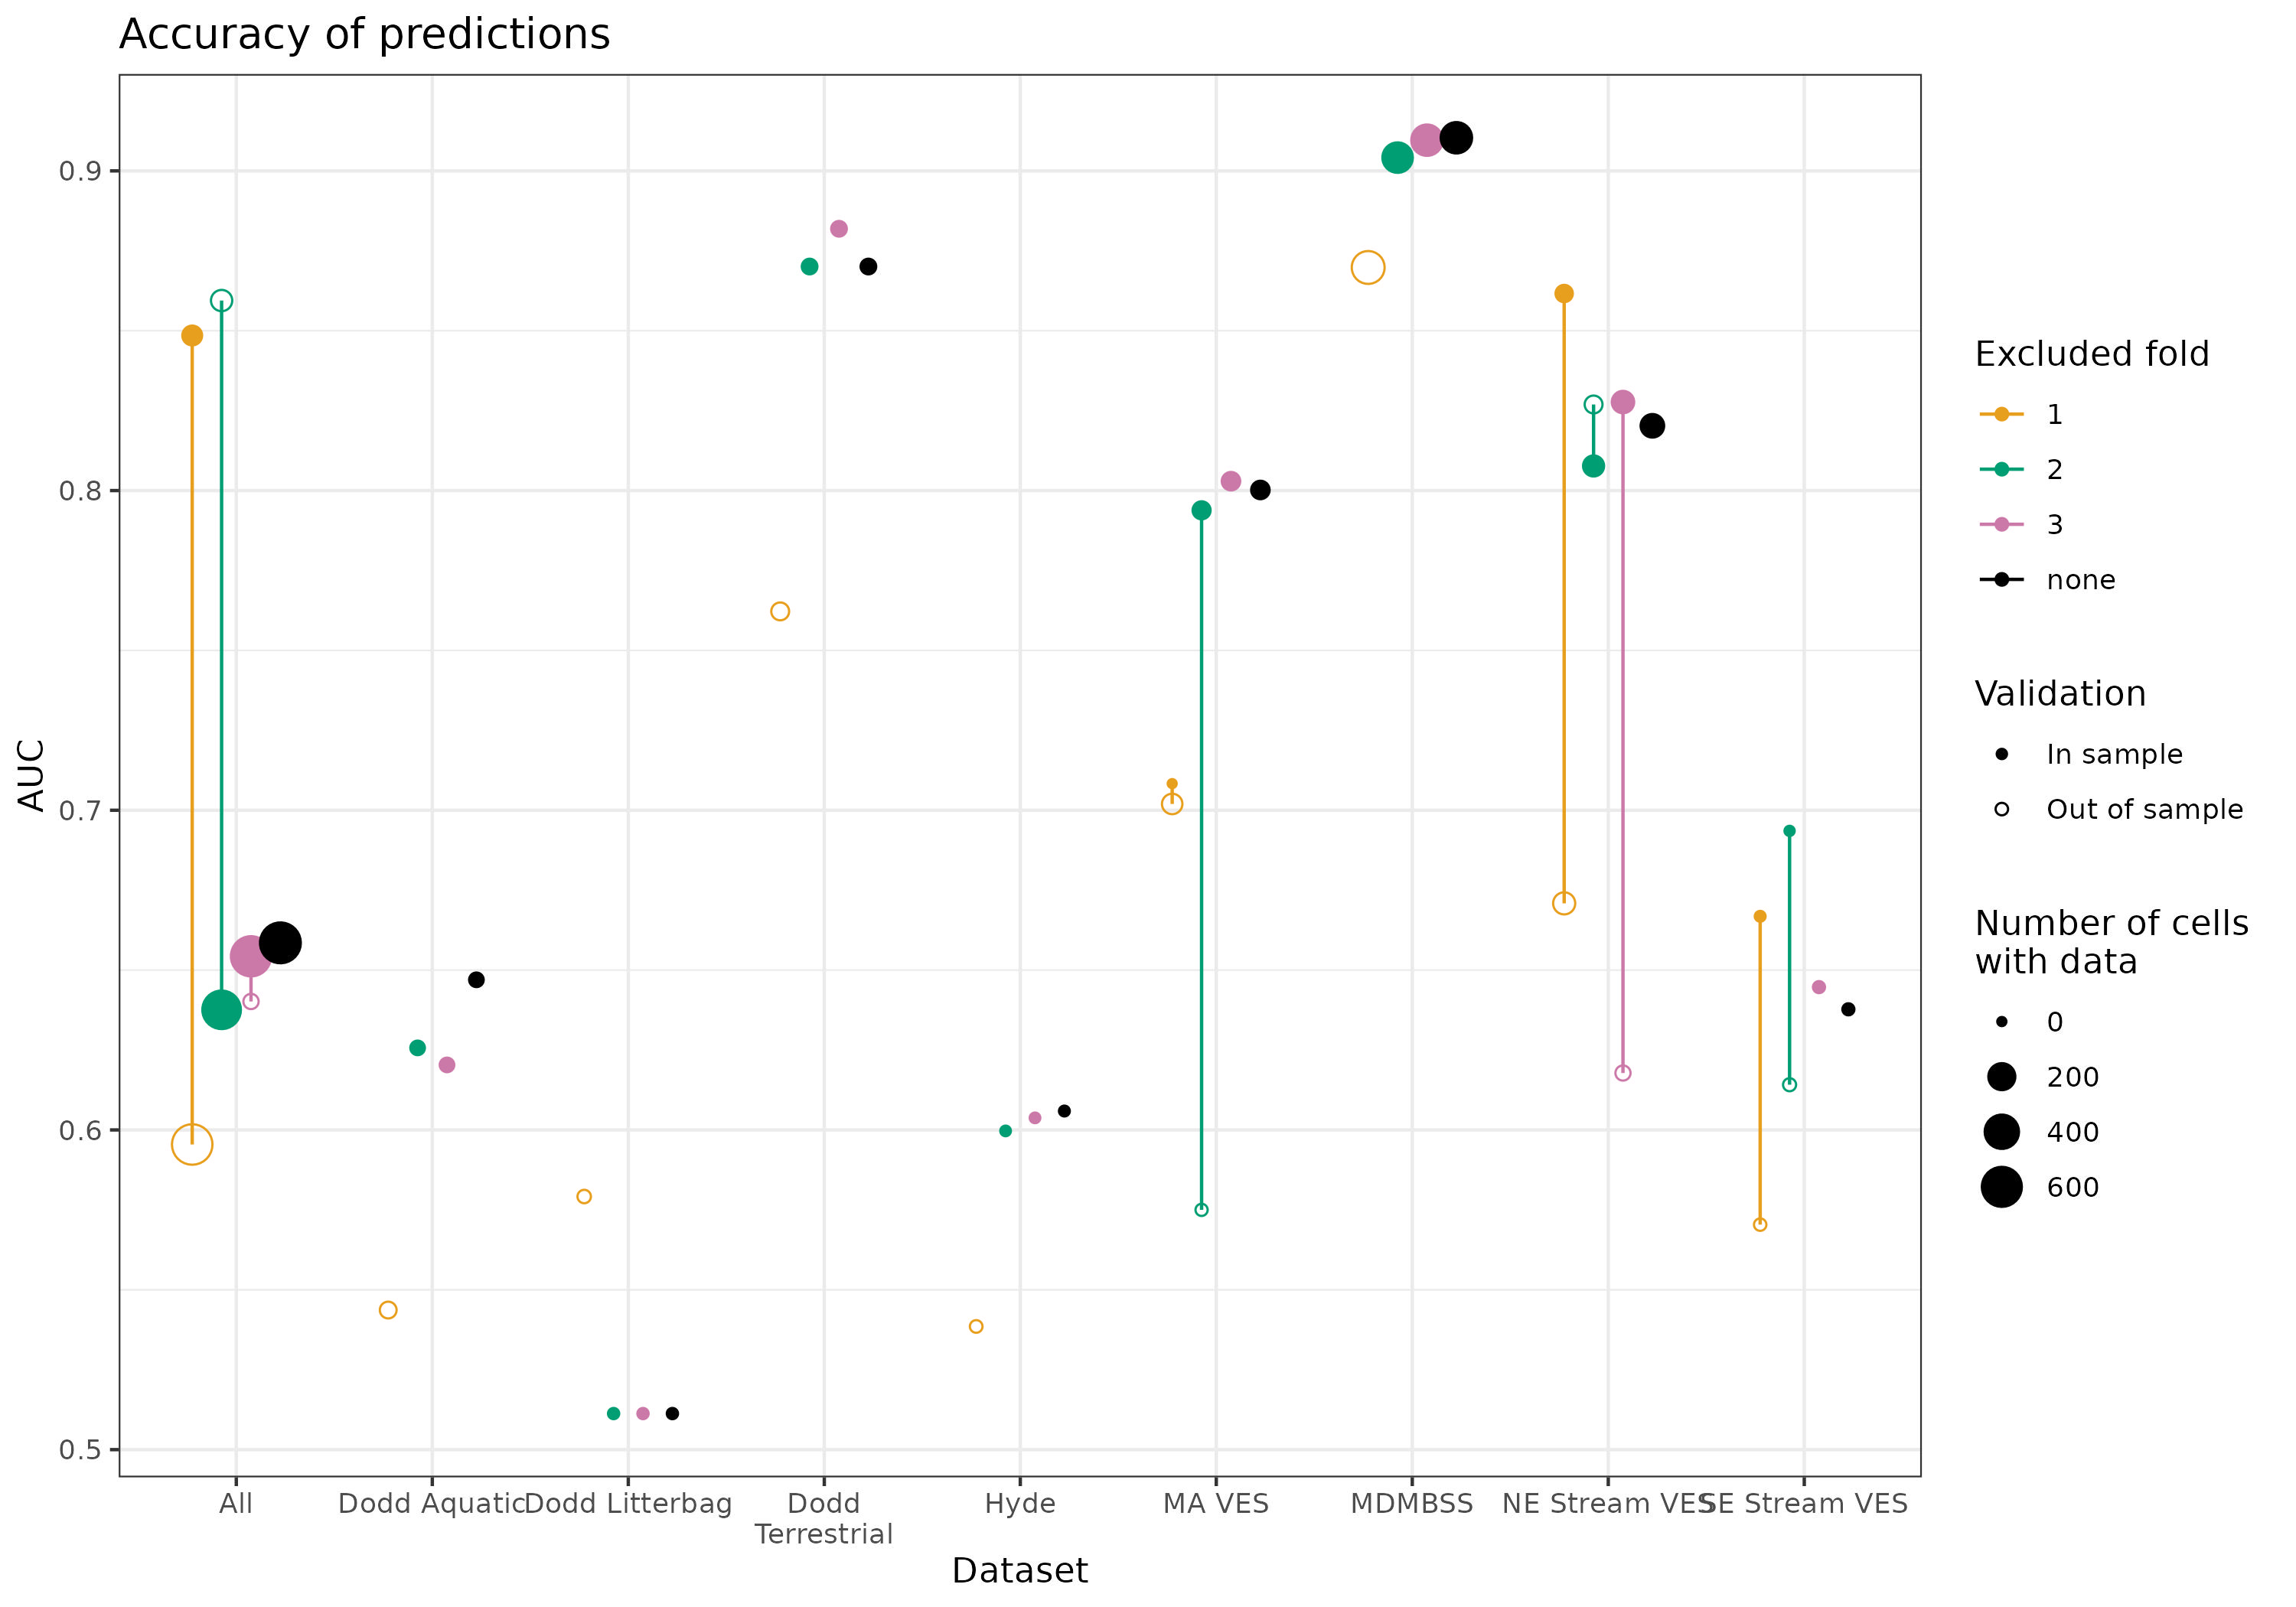 Accuracy of predictions
AUC
0.9
0.8
0.7
0.6
0.5
All
Dodd Aquatic
Dodd Litterbag
Dodd
Terrestrial
Hyde
MA VES
MDMBSS
NE Stream VES
SE Stream VES
Dataset
Excluded fold
1
2
3
none
Validation
In sample
Out of sample
Number of cells
with data
0
200
400
600